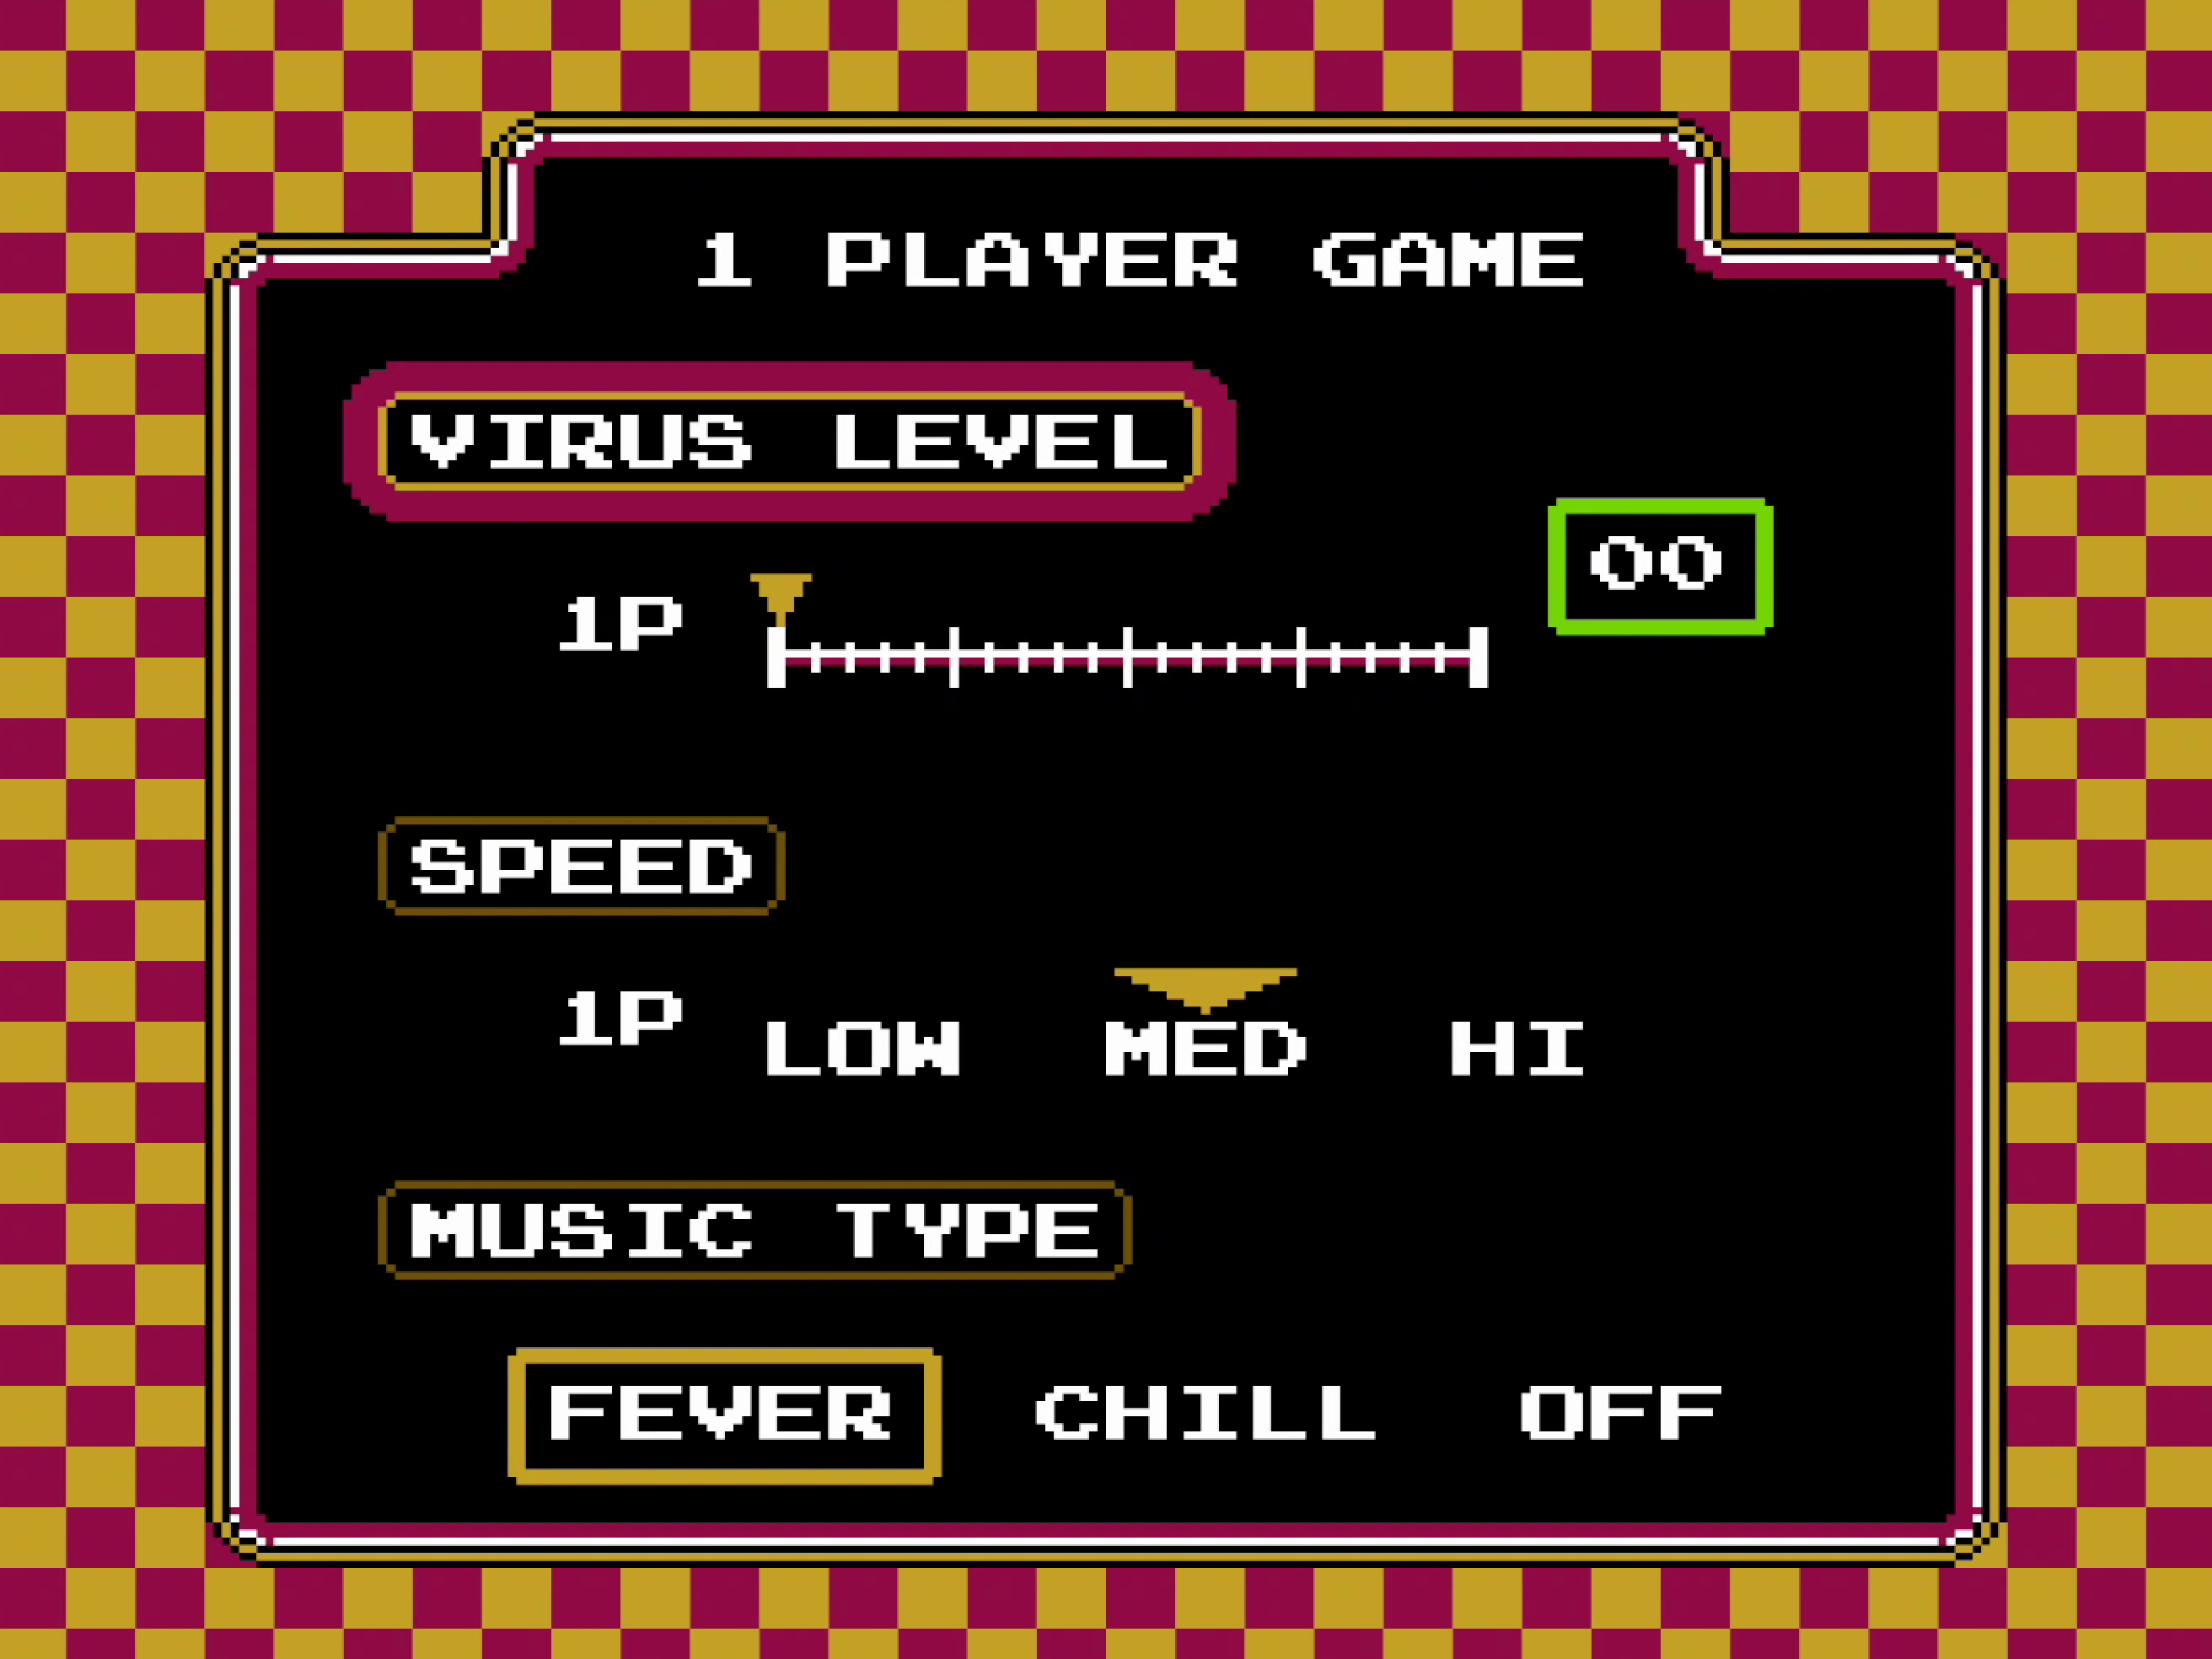 1 PLAYER GAME
VIRUS LEVEL
00
1P
SPEED
1P LOW MED HI
MUSIC TYPE
FEVER CHILL OFF